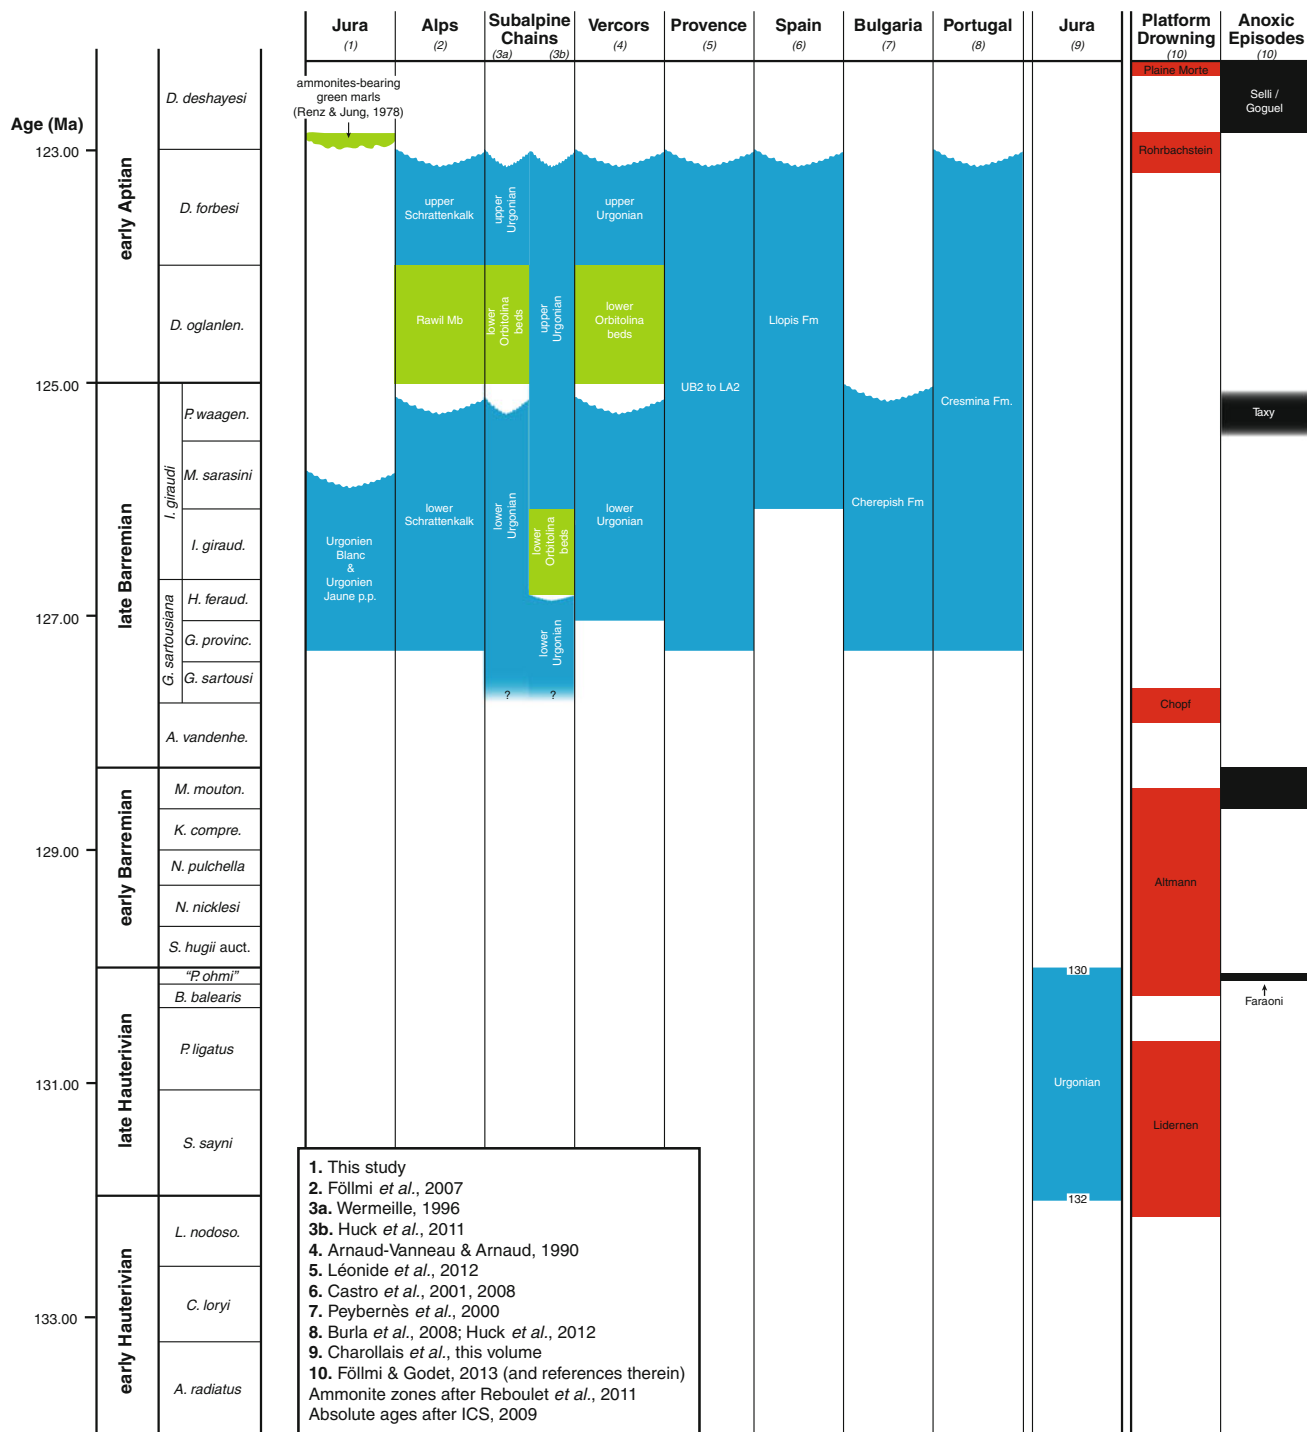 Jura
(1)
Alps
(2)
Subalpine
Chains
(3a)
(3b)
Vercors
(4)
Provence
(5)
Spain
(6)
Bulgaria
(7)
Portugal
(8)
Jura
(9)
Platform
Drowning
(10)
Anoxic
Episodes
(10)
Age (Ma)
123.00
125.00
127.00
129.00
131.00
133.00
early Aptian
late Barremian
early Barremian
late Hauterivian
early Hauterivian
D. deshayesi
D. forbesi
D. oglanlen.
I. giraudi
P. waagen.
M. sarasini
I. giraud.
G. sartousiana
H. feraud.
G. provinc.
G. sartousi
A. vandenhe.
M. mouton.
K. compre.
N. pulchella
N. nicklesi
S. hugii auct.
“P. ohmi”
B. balearis
P. ligatus
S. sayni
L. nodoso.
C. loryi
A. radiatus
ammonites-bearing
green marls
(Renz & Jung, 1978)
Urgonien
Blanc
&
Urgonien
Jaune p.p.
upper
Schrattenkalk
Rawil Mb
lower
Schrattenkalk
upper
Urgonian
lower
Orbitolina
beds
lower
Urgonian
?
upper
Urgonian
lower
Orbitolina
beds
lower
Urgonian
?
upper
Urgonian
lower
Orbitolina
beds
lower
Urgonian
UB2 to LA2
Llopis Fm
Cherepish Fm
Cresmina Fm.
130
Urgonian
132
Plaine Morte
Rohrbachstein
Chopf
Altmann
Lidernen
Selli /
Goguel
Taxy
Faraoni
1. This study
2. Föllmi et al., 2007
3a. Wermeille, 1996
3b. Huck et al., 2011
4. Arnaud-Vanneau & Arnaud, 1990
5. Léonide et al., 2012
6. Castro et al., 2001, 2008
7. Peybernès et al., 2000
8. Burla et al., 2008; Huck et al., 2012
9. Charollais et al., this volume
10. Föllmi & Godet, 2013 (and references therein)
Ammonite zones after Reboulet et al., 2011
Absolute ages after ICS, 2009